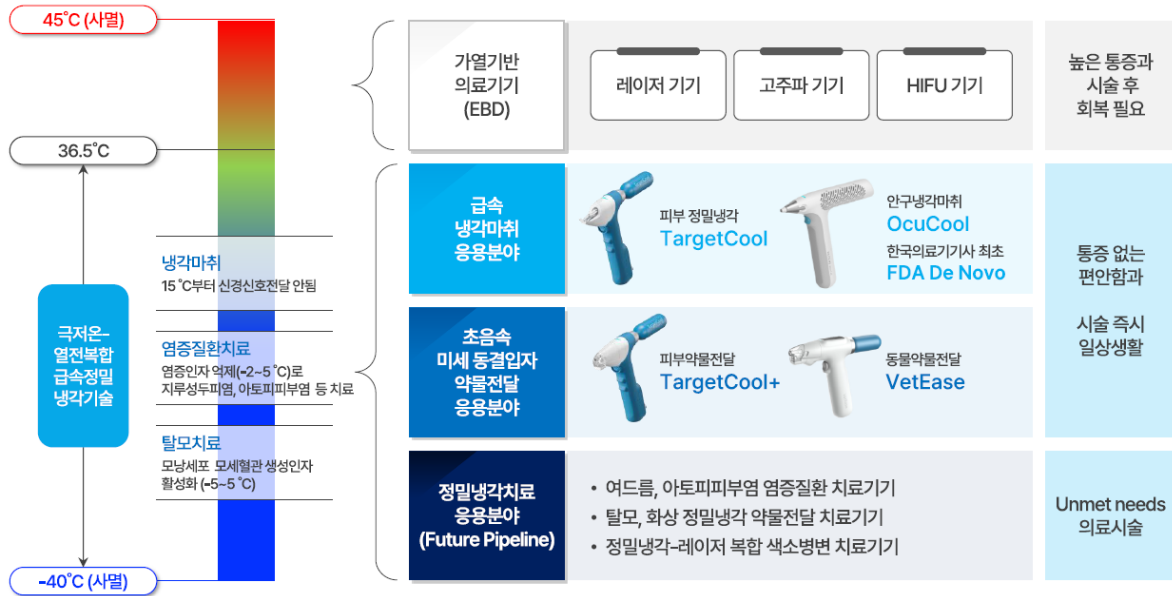 45˚C (사멸)
36.5˚C
극저온-
열전복합
급속정밀
냉각기술
-40˚C (사멸)
냉각마취
15 ˚C부터 신경신호전달 안됨
염증질환치료
염증인자 억제(-2~5 ˚C)로
지루성두피염, 아토피피부염 등 치료
탈모치료
모낭세포 모세혈관 생성인자
활성화 (-5~5 ˚C)
가열기반
의료기기
(EBD)
레이저 기기
고주파 기기
HIFU 기기
높은 통증과
시술 후
회복 필요
급속
냉각마취
응용분야
피부 정밀냉각
TargetCool
안구냉각마취
OcuCool
한국의료기기사 최초
FDA De Novo
통증 없는
편안함과
시술 즉시
일상생활
초음속
미세 동결입자
약물전달
응용분야
피부약물전달
TargetCool+
동물약물전달
VetEase
정밀냉각치료
응용분야
(Future Pipeline)
• 여드름, 아토피피부염 염증질환 치료기기
• 탈모, 화상 정밀냉각 약물전달 치료기기
• 정밀냉각-레이저 복합 색소병변 치료기기
Unmet needs
의료시술